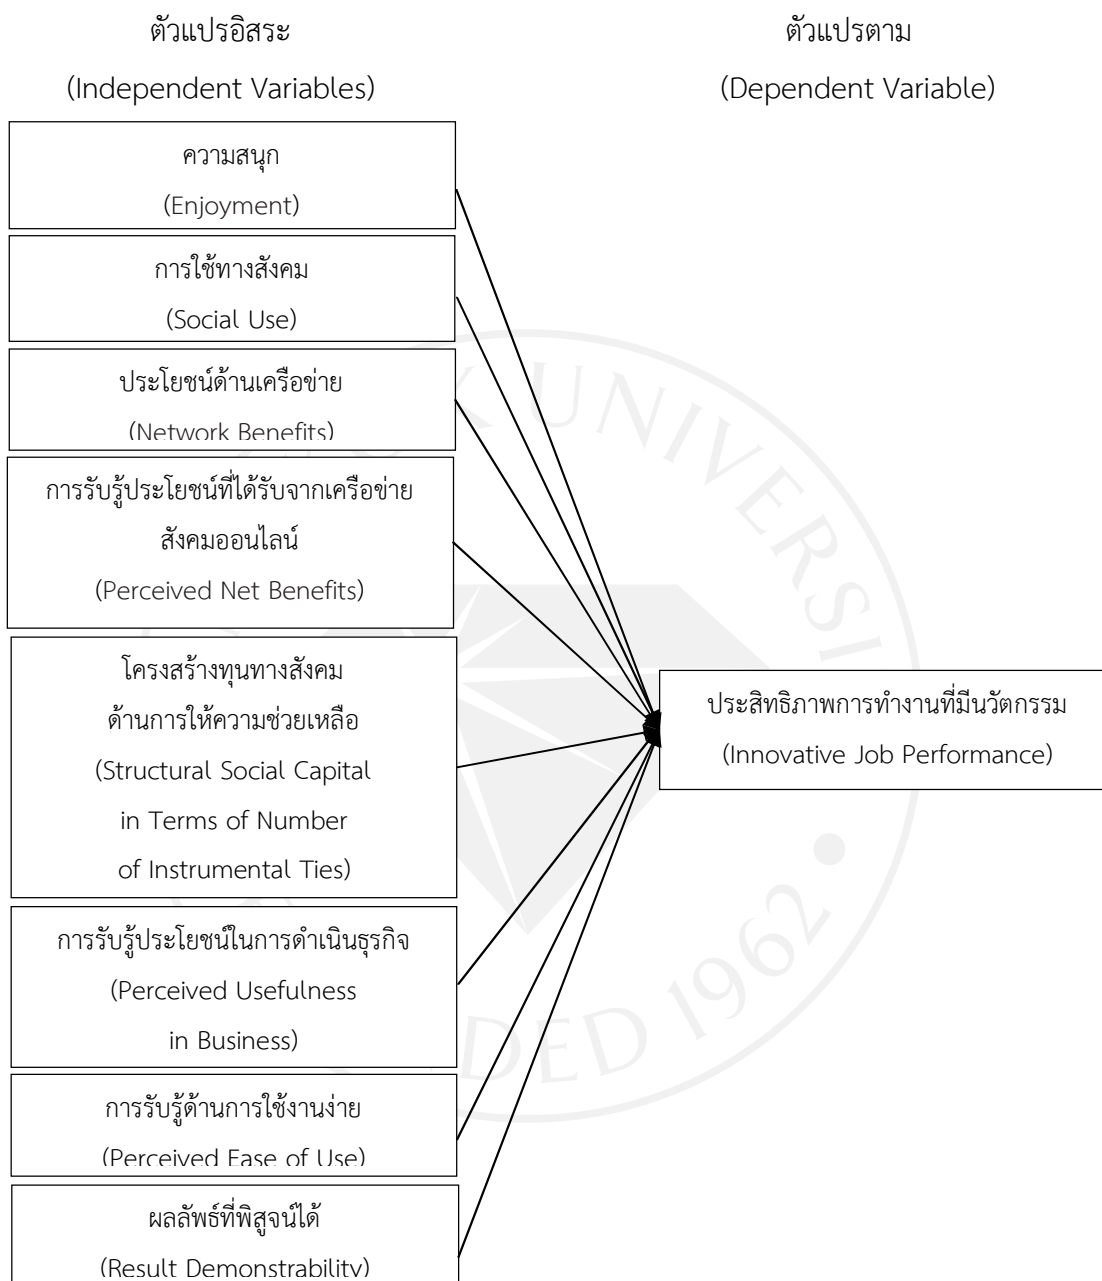 ตัวแปรอิสระ
(Independent Variables)
ตัวแปรตาม
(Dependent Variable)
ความสนุก
(Enjoyment)
การใช้ทางสังคม
(Social Use)
ประโยชน์ด้านเครือข่าย
(Network Benefits)
การรับรู้ประโยชน์ที่ได้รับจากเครือข่าย
สังคมออนไลน์
(Perceived Net Benefits)
โครงสร้างทุนทางสังคม
ด้านการให้ความช่วยเหลือ
(Structural Social Capital
in Terms of Number
of Instrumental Ties)
การรับรู้ประโยชน์ในการดำเนินธุรกิจ
(Perceived Usefulness
in Business)
การรับรู้ด้านการใช้งานง่าย
(Perceived Ease of Use)
ผลลัพธ์ที่พิสูจน์ได้
(Result Demonstrability)
ประสิทธิภาพการทำงานที่มีนวัตกรรม
(Innovative Job Performance)
UNIVERSI
DED 1962